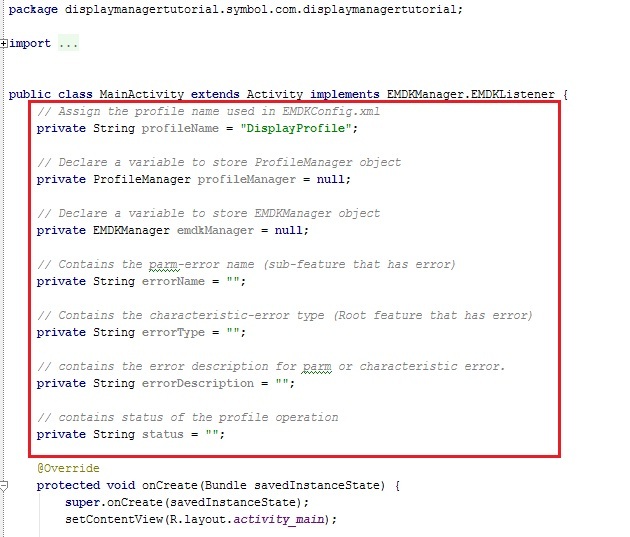 package displaymanagertutorial.symbol.com.displaymanagertutorial;
import ...
public class MainActivity extends Activity implements EMDKManager.EMDKListener {
// Assign the profile name used in EMDKConfig.xml
private String profileName = "DisplayProfile";
// Declare a variable to store ProfileManager object
private ProfileManager profileManager = null;
// Declare a variable to store EMDKManager object
private EMDKManager emdkManager = null;
// Contains the parm-error name (sub-feature that has error)
private String errorName = "";
// Contains the characteristic-error type (Root feature that has error)
private String errorType = "";
// contains the error description for parm or characteristic error.
private String errorDescription = "";
// contains status of the profile operation
private String status = "";
@Override
protected void onCreate(Bundle savedInstanceState) {
super.onCreate(savedInstanceState);
setContentView(R.layout.activity_main);